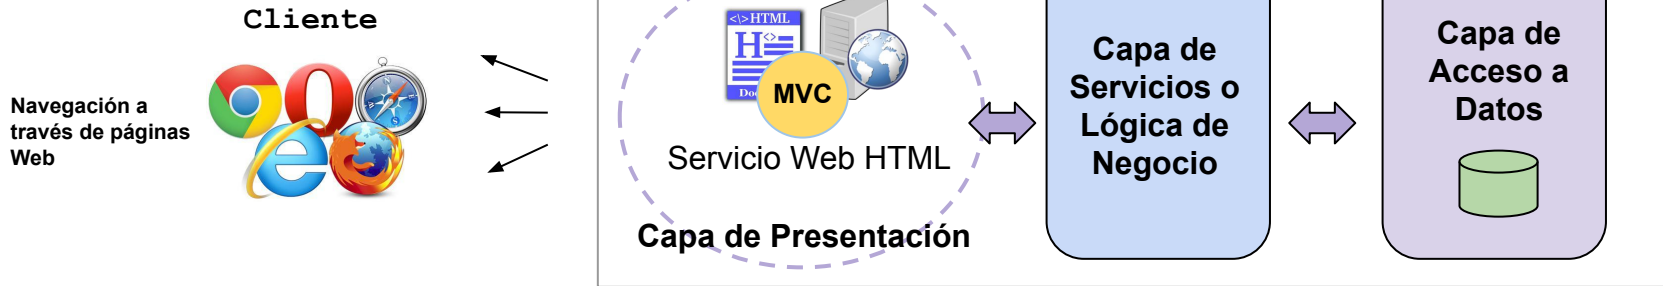 Cliente
Navegación a
través de páginas
Web
<\>HTML
H
Do
MVC
Servicio Web HTML
Capa de Presentación
Capa de
Servicios o
Lógica de
Negocio
Capa de
Acceso a
Datos